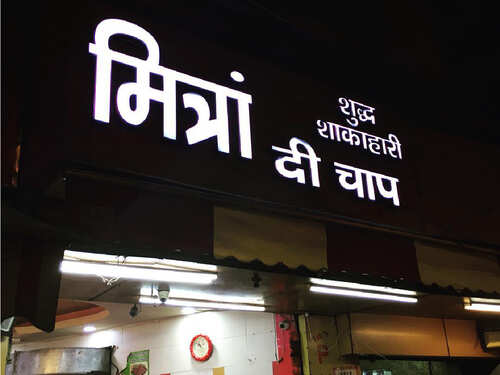 मित्रां
शुद्ध
शाकाहारी
दी चाप